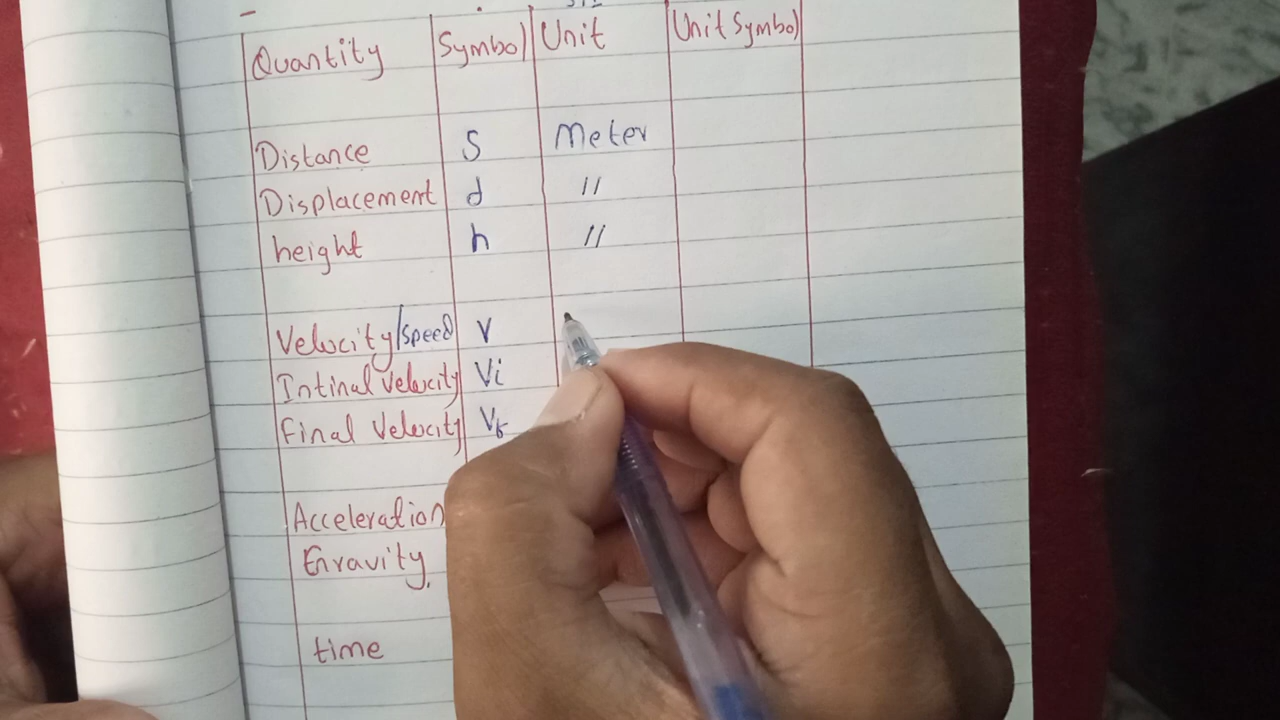 Quantity Symbol Unit Unit Symbol
Distance S Meter
Displacement d //
height h //
Velocity/speed V
Intinal velocity Vi
final velocity Vf
Acceleration
Gravity
time